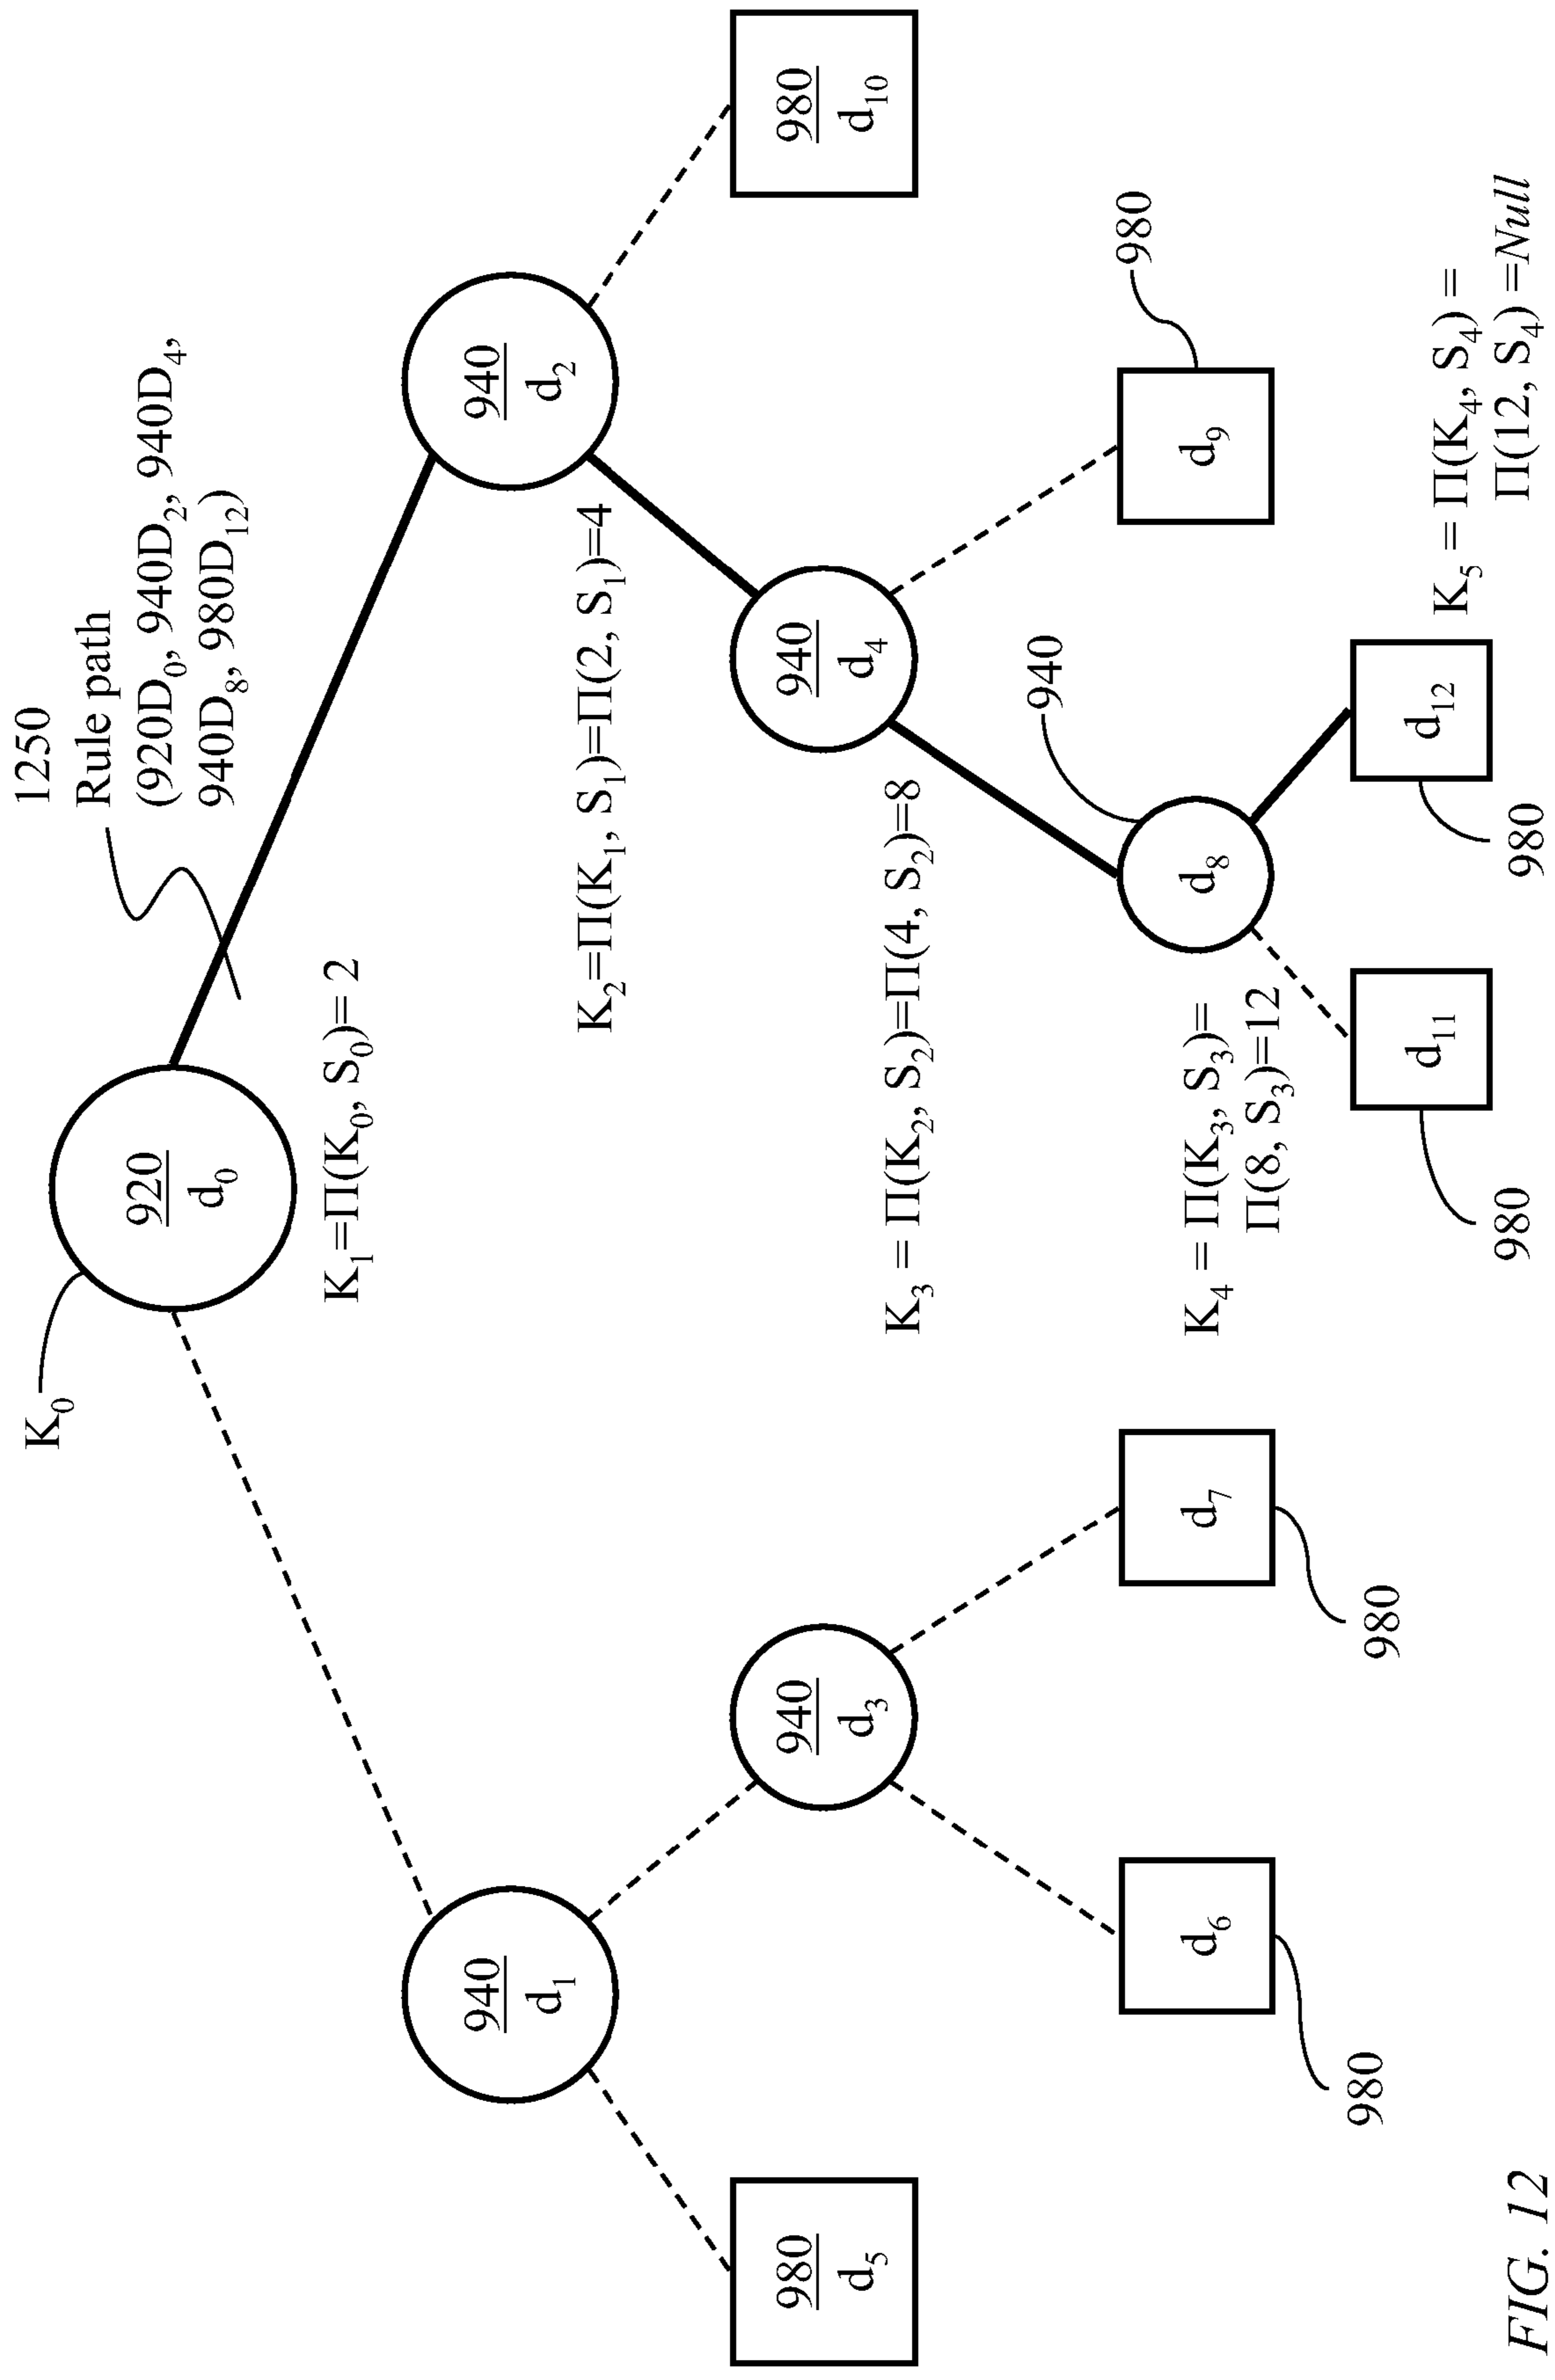 1250
Rule path
(920D0, 940D2, 940D4,
940D8, 980D12)
K0
920
d0
K1=Π(K0, S0)= 2
940
d1
940
d2
K2=Π(K1, S1)=Π(2, S1)=4
980
d5
940
d3
940
d4
980
d10
K3 = Π(K2, S2)=Π(4, S2)=8
940
980
d6
d7
d8
d9
980
980
K4 = Π(K3, S3)=
Π(8, S3)=12
d11
d12
980
980
K5 = Π(K4, S4) =
Π(12, S4) =Null
FIG. 12